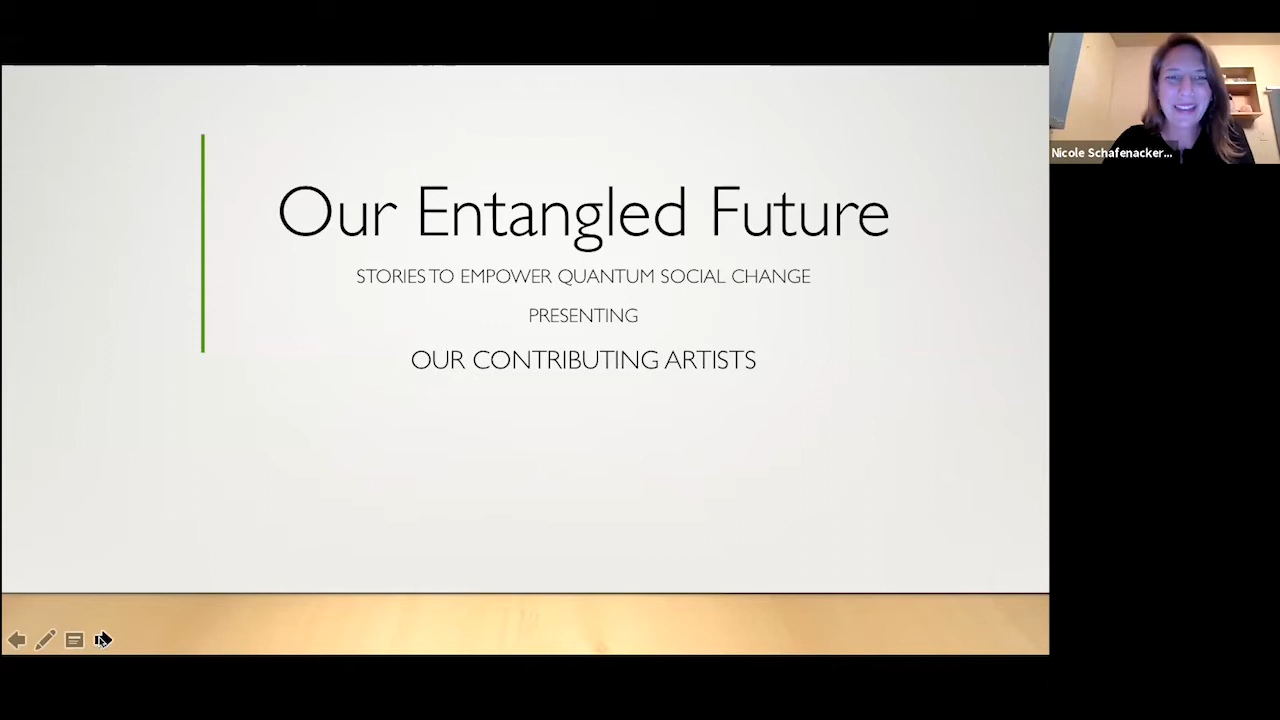 Our Entangled Future
STORIES TO EMPOWER QUANTUM SOCIAL CHANGE
PRESENTING
OUR CONTRIBUTING ARTISTS
Nicole Schafenacker...